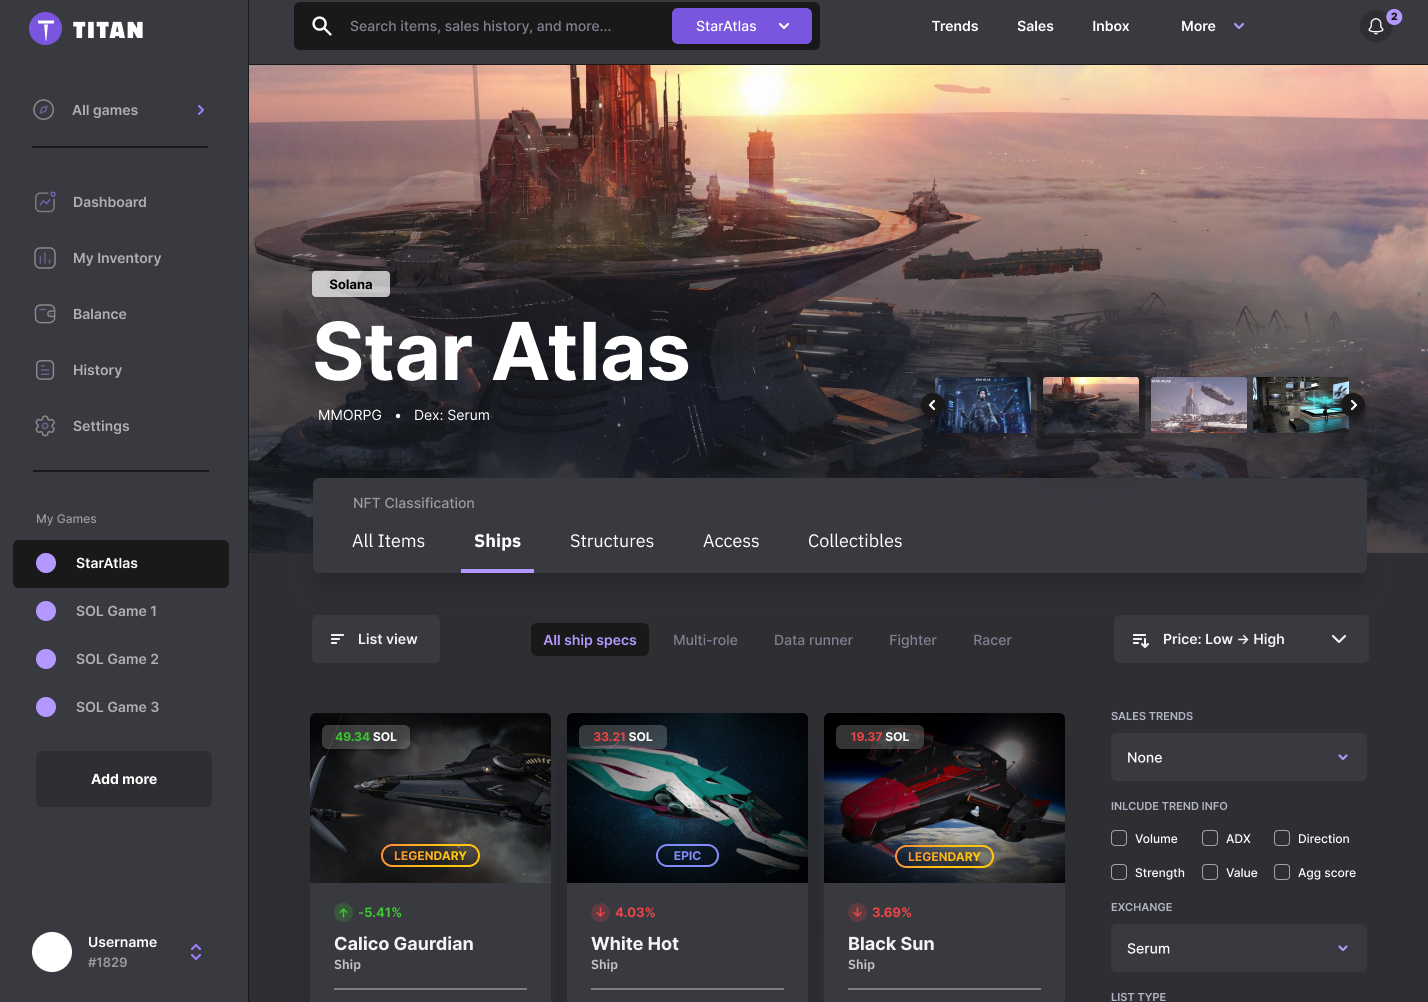 TITAN
Search items, sales history, and more...
StarAtlas
Trends
Sales
Inbox
More
2
All games
Dashboard
My Inventory
Balance
History
Settings
My Games
StarAtlas
SOL Game 1
SOL Game 2
SOL Game 3
Add more
Username
#1829
Solana
Star Atlas
MMORPG • Dex: Serum
NFT Classification
All Items
Ships
Structures
Access
Collectibles
List view
All ship specs
Multi-role
Data runner
Fighter
Racer
Price: Low → High
49.34 SOL
LEGENDARY
-5.41%
Calico Gaurdian
Ship
33.21 SOL
EPIC
4.03%
White Hot
Ship
19.37 SOL
LEGENDARY
3.69%
Black Sun
Ship
SALES TRENDS
None
INLCUDE TREND INFO
Volume
ADX
Direction
Strength
Value
Agg score
EXCHANGE
Serum
LIST TYPE